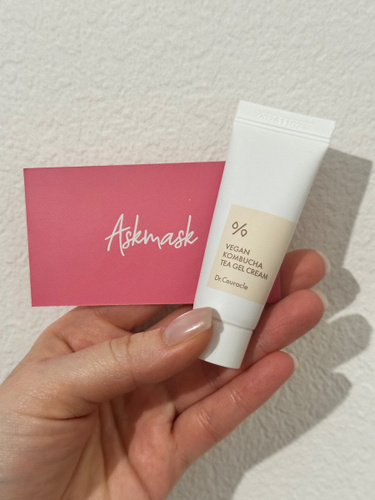 Askmask
%
VEGAN
KOMBUCHA
TEA GEL CREAM
Dr.Ceuracle